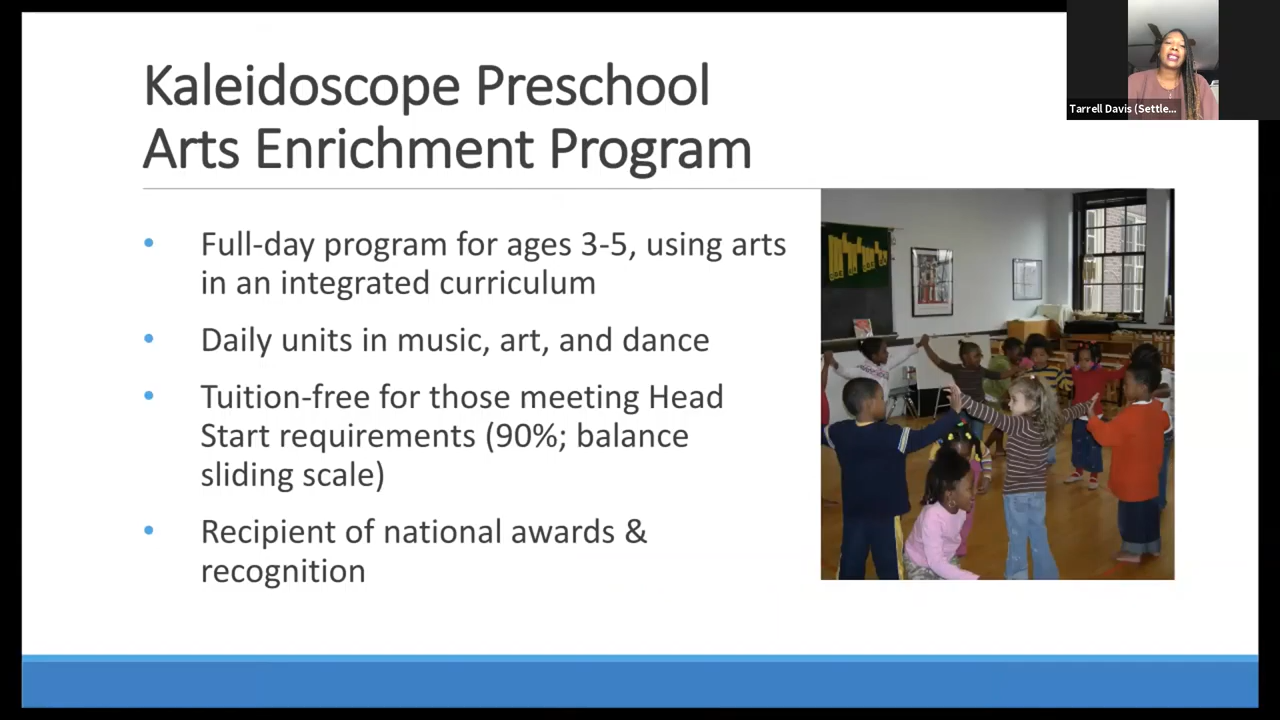 Kaleidoscope Preschool
Arts Enrichment Program
Tarrell Davis (Settle...
• Full-day program for ages 3-5, using arts
in an integrated curriculum
• Daily units in music, art, and dance
• Tuition-free for those meeting Head
Start requirements (90%; balance
sliding scale)
• Recipient of national awards &
recognition